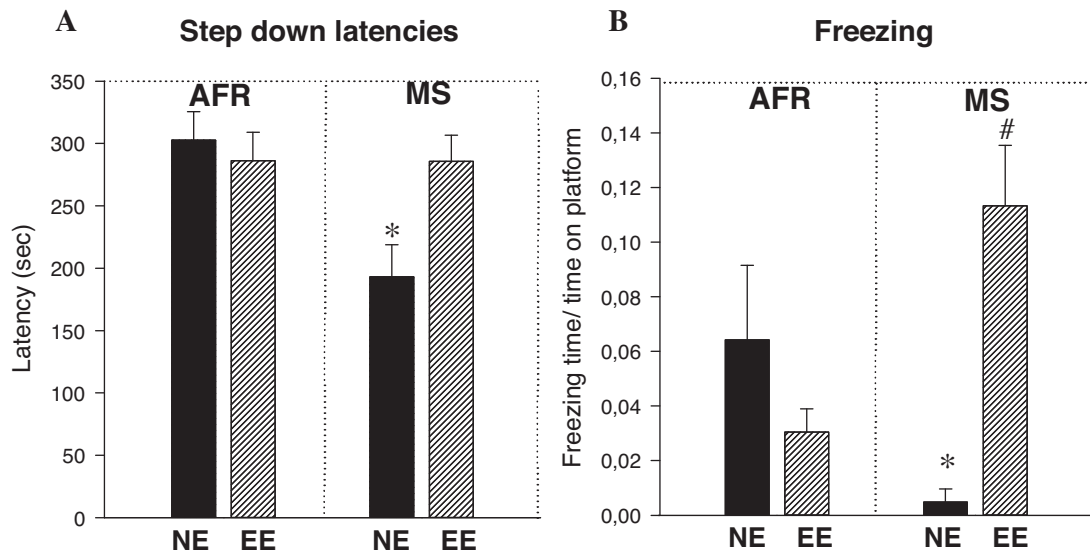 A
Step down latencies
AFR
MS
Latency (sec)
350
300
250
200
150
100
50
0
*
NE
EE
NE
EE
B
Freezing
AFR
MS
Freezing time/ time on platform
0,16
0,14
0,12
0,10
0,08
0,06
0,04
0,02
0,00
#
*
NE
EE
NE
EE